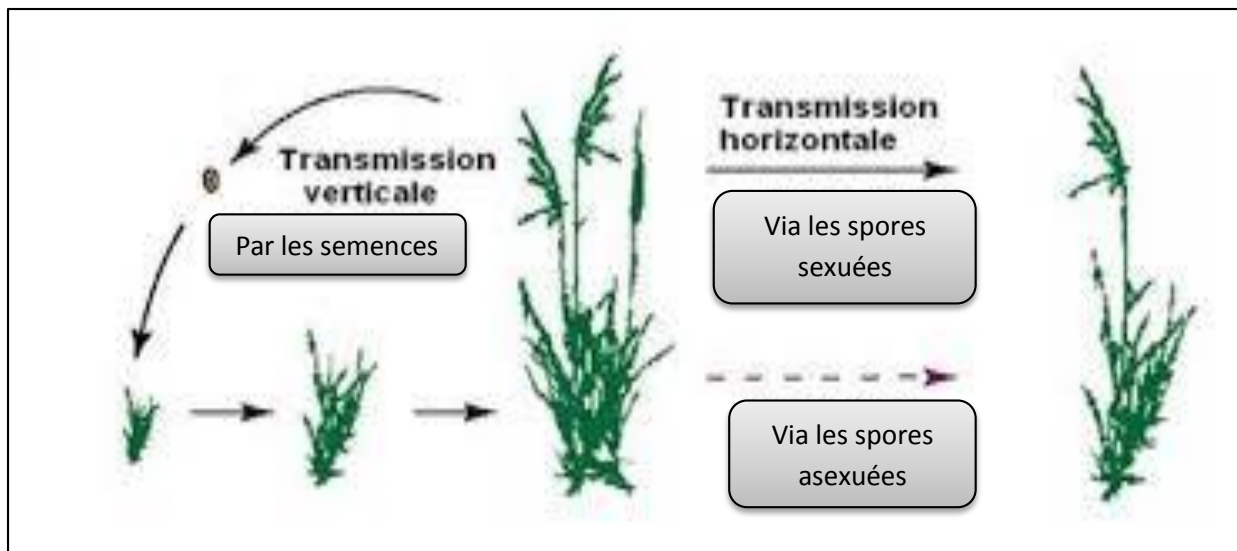 Transmission
verticale
Par les semences
Transmission
horizontale
Via les spores
sexuées
Via les spores
asexuées